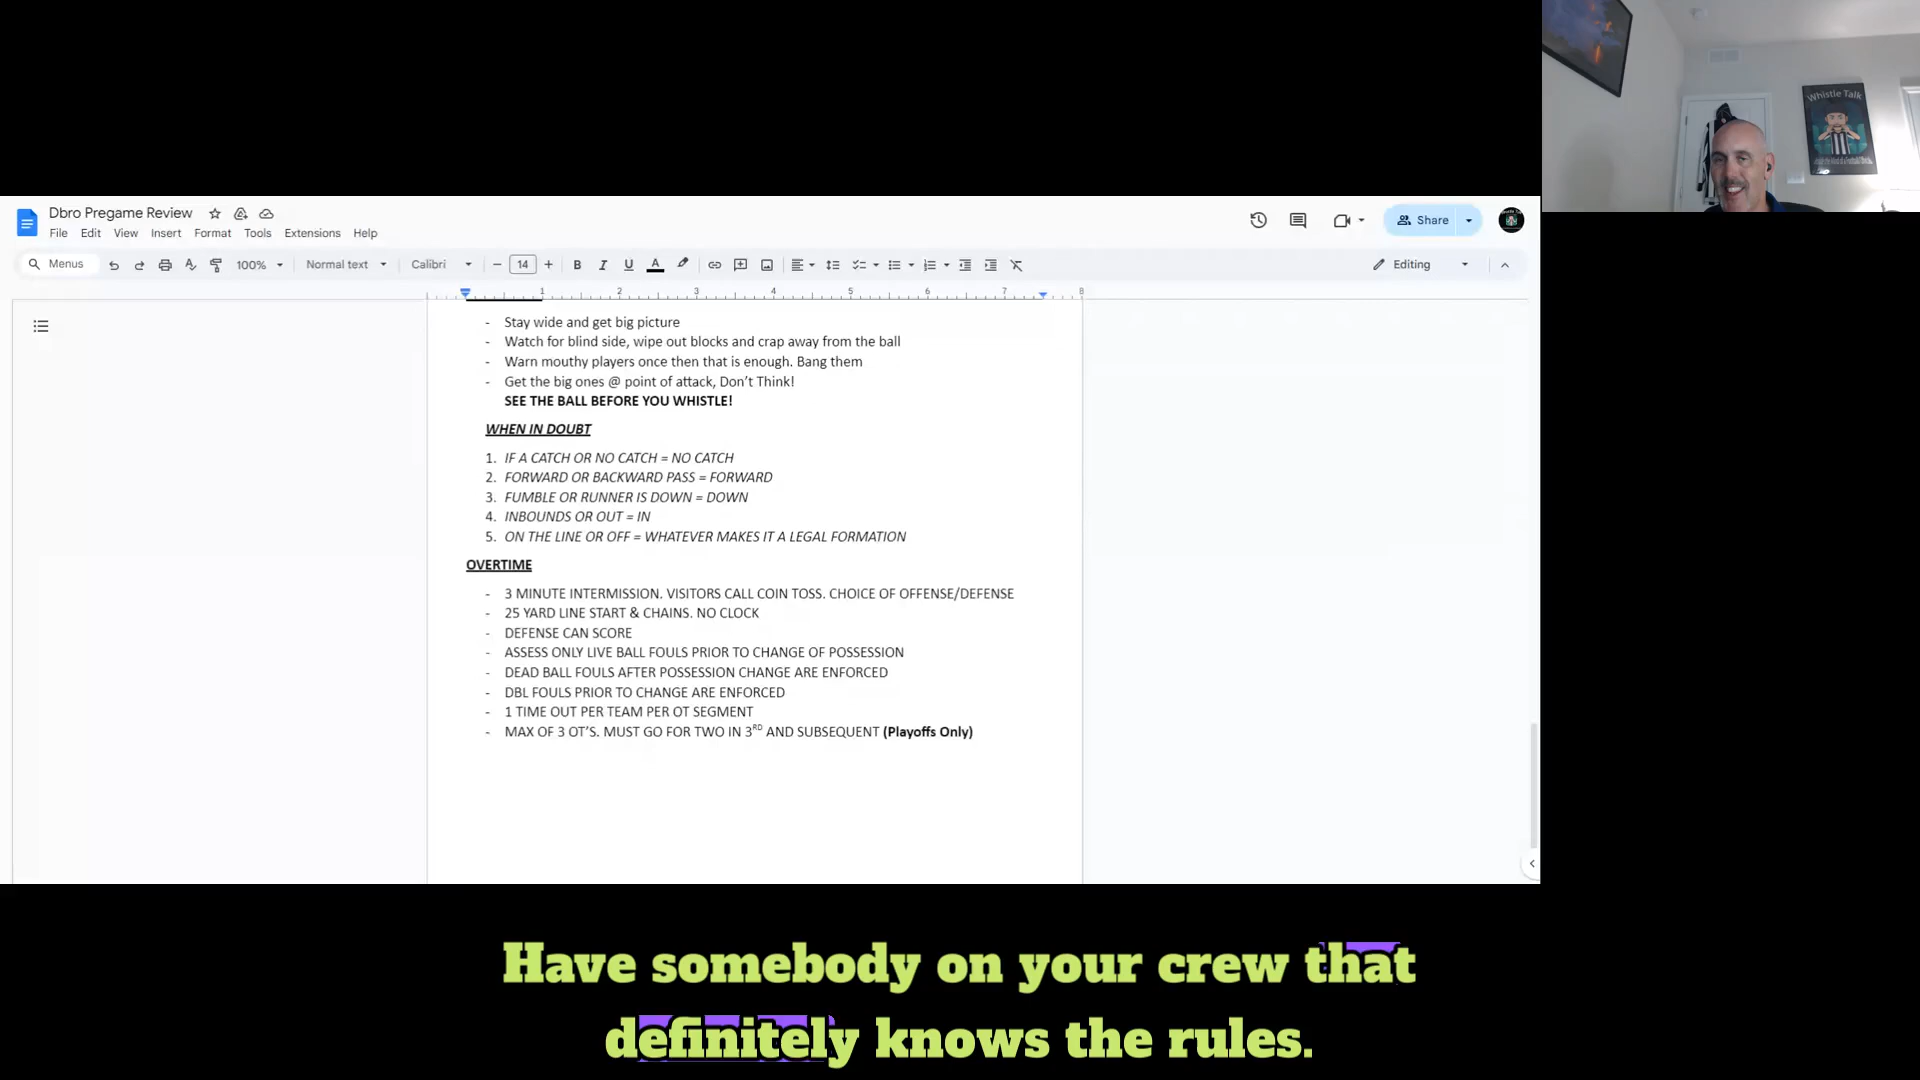 Whistle Talk
Dbro Pregame Review
File Edit View Insert Format Tools Extensions Help
Share
Menus
100%
Normal text
Calibri
14
B I U A
Editing
1 2 3 4 5 6 7 8
- Stay wide and get big picture
- Watch for blind side, wipe out blocks and crap away from the ball
- Warn mouthy players once then that is enough. Bang them
- Get the big ones @ point of attack, Don’t Think!
SEE THE BALL BEFORE YOU WHISTLE!
WHEN IN DOUBT
1. IF A CATCH OR NO CATCH = NO CATCH
2. FORWARD OR BACKWARD PASS = FORWARD
3. FUMBLE OR RUNNER IS DOWN = DOWN
4. INBOUNDS OR OUT = IN
5. ON THE LINE OR OFF = WHATEVER MAKES IT A LEGAL FORMATION
OVERTIME
- 3 MINUTE INTERMISSION. VISITORS CALL COIN TOSS. CHOICE OF OFFENSE/DEFENSE
- 25 YARD LINE START & CHAINS. NO CLOCK
- DEFENSE CAN SCORE
- ASSESS ONLY LIVE BALL FOULS PRIOR TO CHANGE OF POSSESSION
- DEAD BALL FOULS AFTER POSSESSION CHANGE ARE ENFORCED
- DBL FOULS PRIOR TO CHANGE ARE ENFORCED
- 1 TIME OUT PER TEAM PER OT SEGMENT
- MAX OF 3 OT’S. MUST GO FOR TWO IN 3RD AND SUBSEQUENT (Playoffs Only)
Have somebody on your crew that
definitely knows the rules.